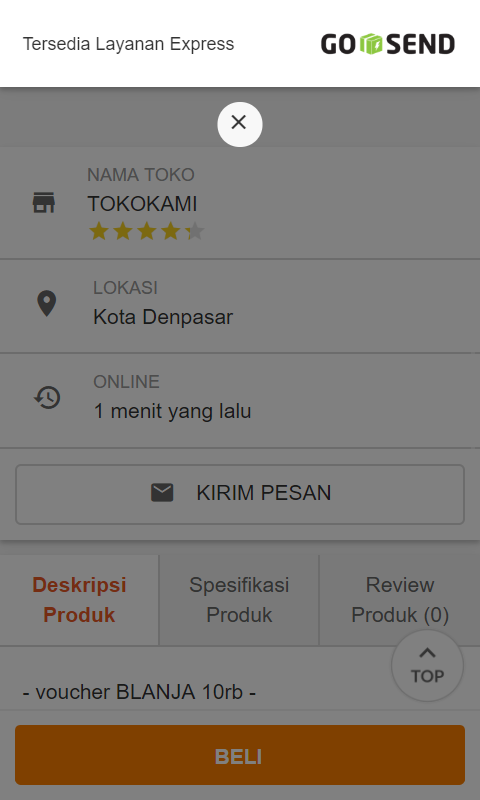 Tersedia Layanan Express
GO SEND
NAMA TOKO
TOKOKAMI
LOKASI
Kota Denpasar
ONLINE
1 menit yang lalu
KIRIM PESAN
Deskripsi
Produk
Spesifikasi
Produk
Review
Produk (0)
TOP
- voucher BLANJA 10rb -
BELI